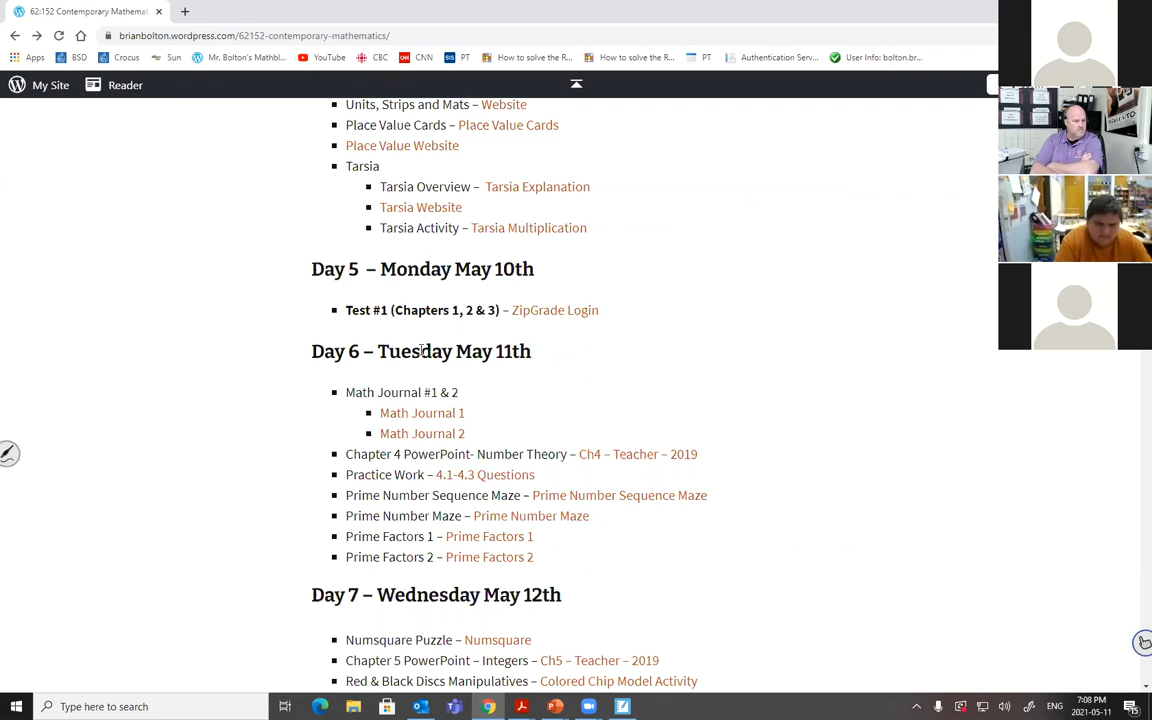 62:152 Contemporary Mathema
brianbolton.wordpress.com/62152-contemporary-mathematics/
Apps BSD Crocus Sun Mr. Bolton's Mathbl... YouTube CBC CNN SIS PT How to solve the R... How to solve the R... PT Authentication Serv... User Info: bolton.br...
My Site Reader
Units, Strips and Mats – Website
Place Value Cards – Place Value Cards
Place Value Website
Tarsia
Tarsia Overview – Tarsia Explanation
Tarsia Website
Tarsia Activity – Tarsia Multiplication
Day 5 – Monday May 10th
Test #1 (Chapters 1, 2 & 3) – ZipGrade Login
Day 6 – Tuesday May 11th
Math Journal #1 & 2
Math Journal 1
Math Journal 2
Chapter 4 PowerPoint- Number Theory – Ch4 – Teacher – 2019
Practice Work – 4.1-4.3 Questions
Prime Number Sequence Maze – Prime Number Sequence Maze
Prime Number Maze – Prime Number Maze
Prime Factors 1 – Prime Factors 1
Prime Factors 2 – Prime Factors 2
Day 7 – Wednesday May 12th
Numsquare Puzzle – Numsquare
Chapter 5 PowerPoint – Integers – Ch5 – Teacher – 2019
Red & Black Discs Manipulatives – Colored Chip Model Activity
Type here to search
ENG
7:08 PM
2021-05-11
15